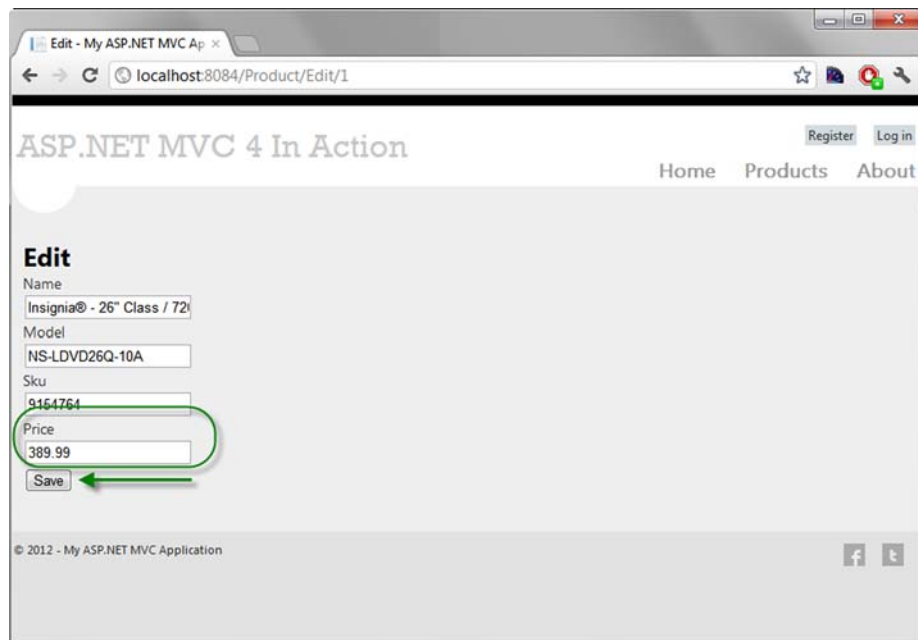 Edit - My ASP.NET MVC Ap
localhost:8084/Product/Edit/1
ASP.NET MVC 4 In Action
Register Log in
Home Products About
Edit
Name
Insignia® - 26" Class / 720
Model
NS-LDVD26Q-10A
Sku
9154764
Price
389.99
Save
© 2012 - My ASP.NET MVC Application